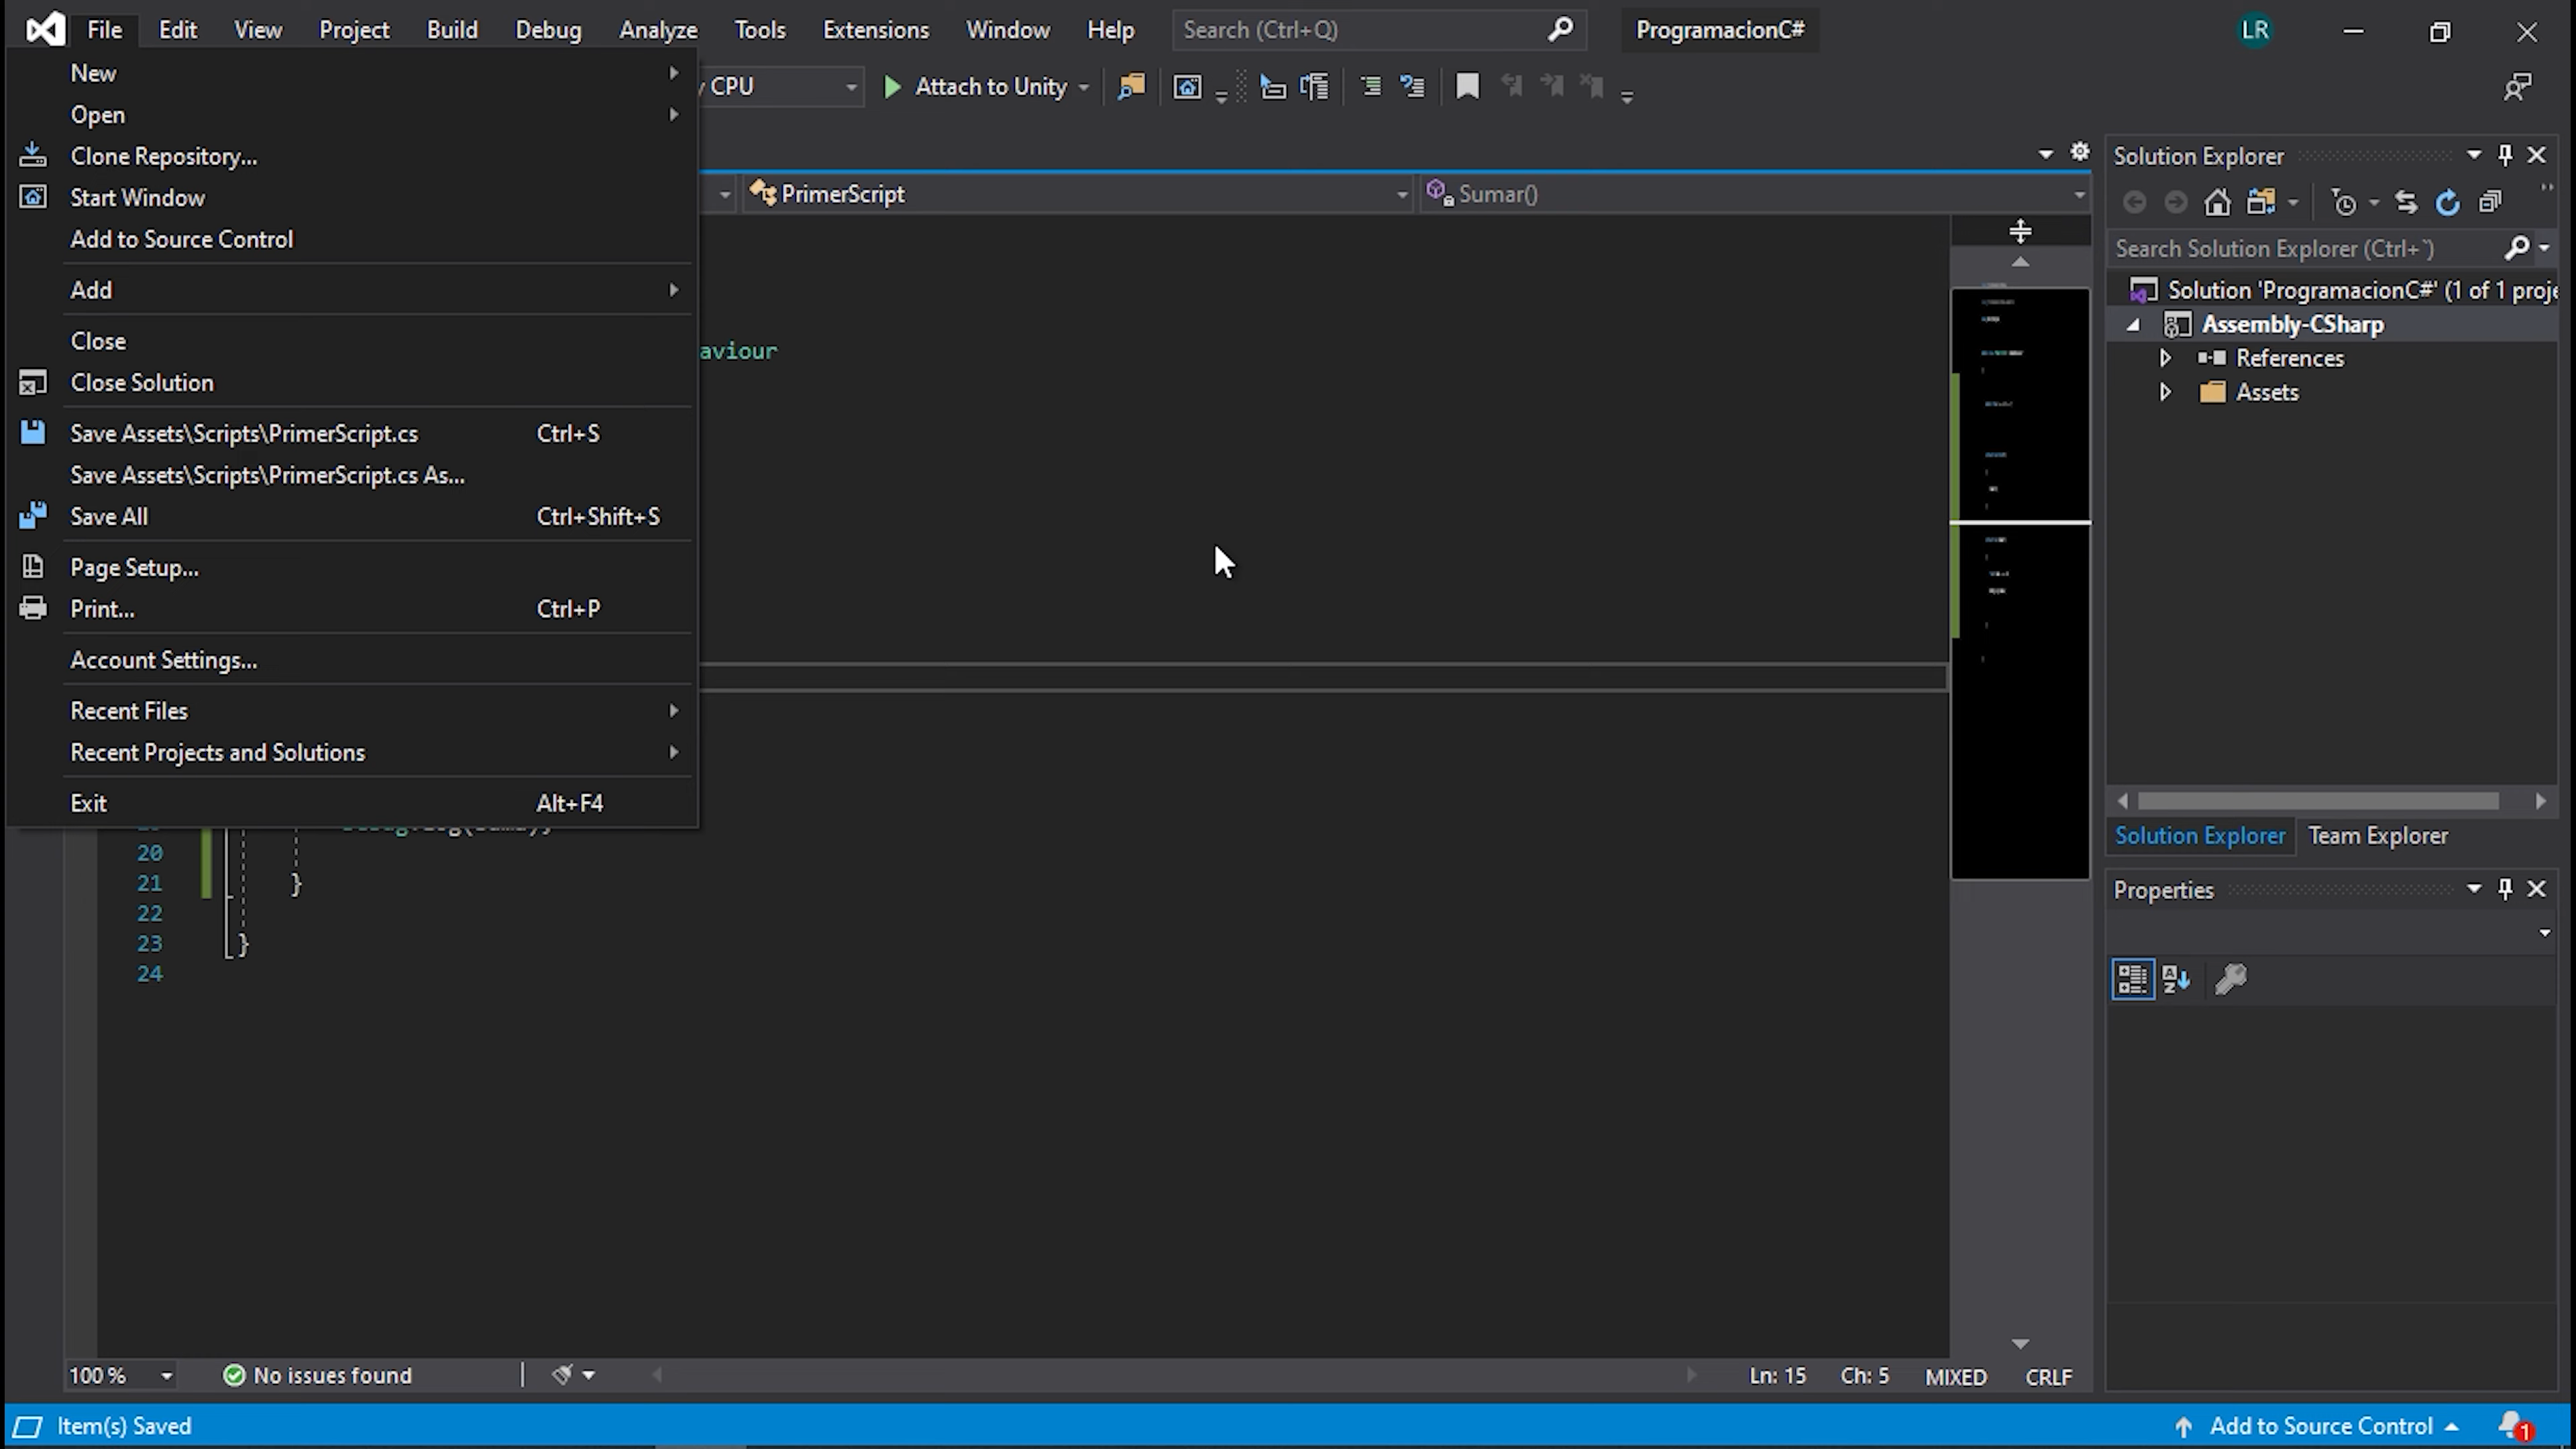 File Edit View Project Build Debug Analyze Tools Extensions Window Help Search (Ctrl+Q) ProgramacionC# LR
CPU Attach to Unity
PrimerScript Sumar()
New
Open
Clone Repository...
Start Window
Add to Source Control
Add
Close
Close Solution
Save Assets\Scripts\PrimerScript.cs Ctrl+S
Save Assets\Scripts\PrimerScript.cs As...
Save All Ctrl+Shift+S
Page Setup...
Print... Ctrl+P
Account Settings...
Recent Files
Recent Projects and Solutions
Exit Alt+F4
aviour
20
21 }
22
23 }
24
Solution Explorer
Search Solution Explorer (Ctrl+`)
Solution 'ProgramacionC#' (1 of 1 proje
Assembly-CSharp
References
Assets
Solution Explorer Team Explorer
Properties
100 % No issues found Ln: 15 Ch: 5 MIXED CRLF
Item(s) Saved Add to Source Control 1